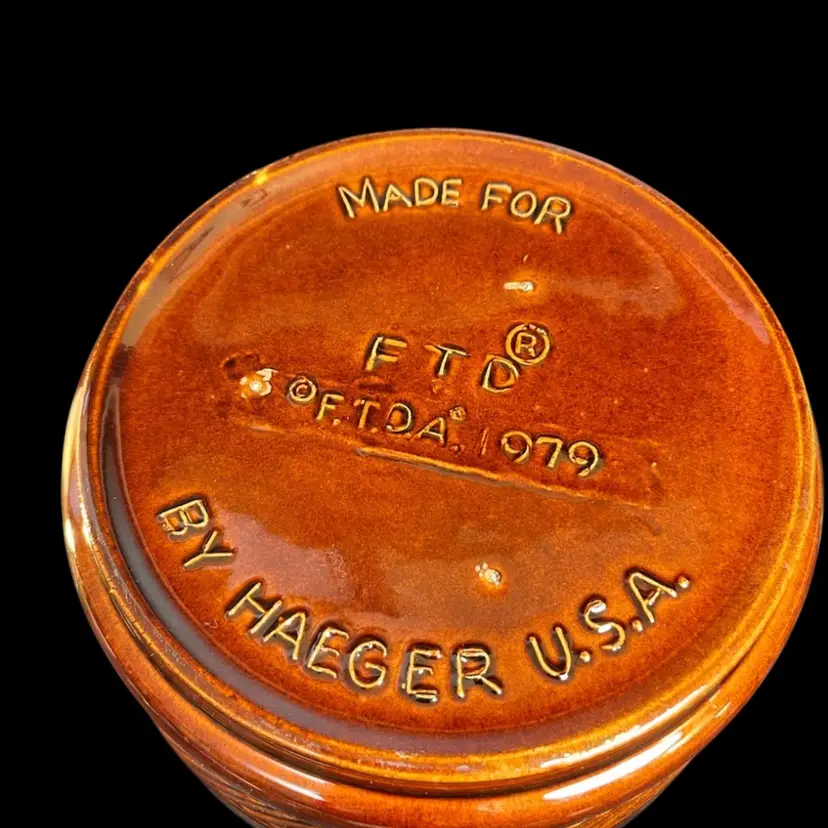 MADE FOR
FTD®
©F.T.D.A. 1979
BY HAEGER U.S.A.